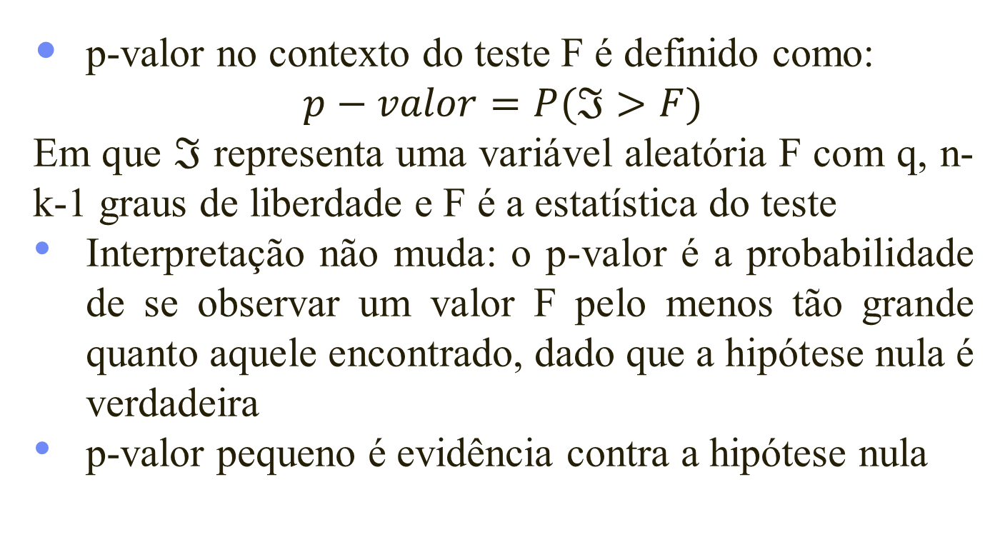 • p-valor no contexto do teste F é definido como:
𝑝 − 𝑣𝑎𝑙𝑜𝑟 = 𝑃(ℑ > 𝐹)
Em que ℑ representa uma variável aleatória F com q, n-
k-1 graus de liberdade e F é a estatística do teste
• Interpretação não muda: o p-valor é a probabilidade
de se observar um valor F pelo menos tão grande
quanto aquele encontrado, dado que a hipótese nula é
verdadeira
• p-valor pequeno é evidência contra a hipótese nula